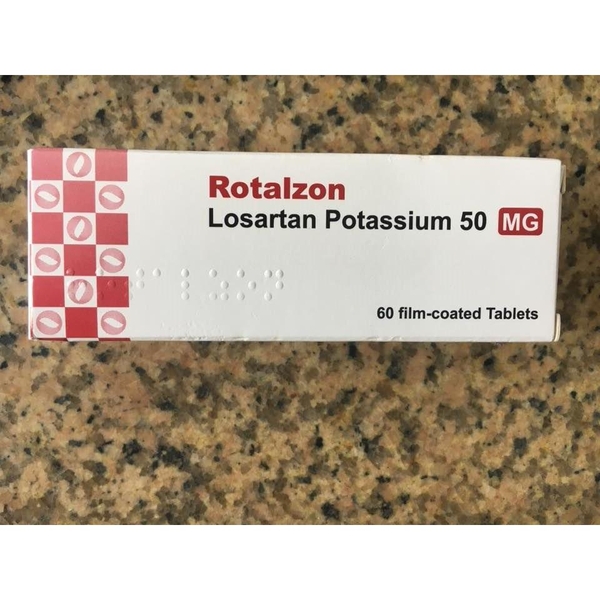 Rotalzon
Losartan Potassium 50 MG
60 film-coated Tablets